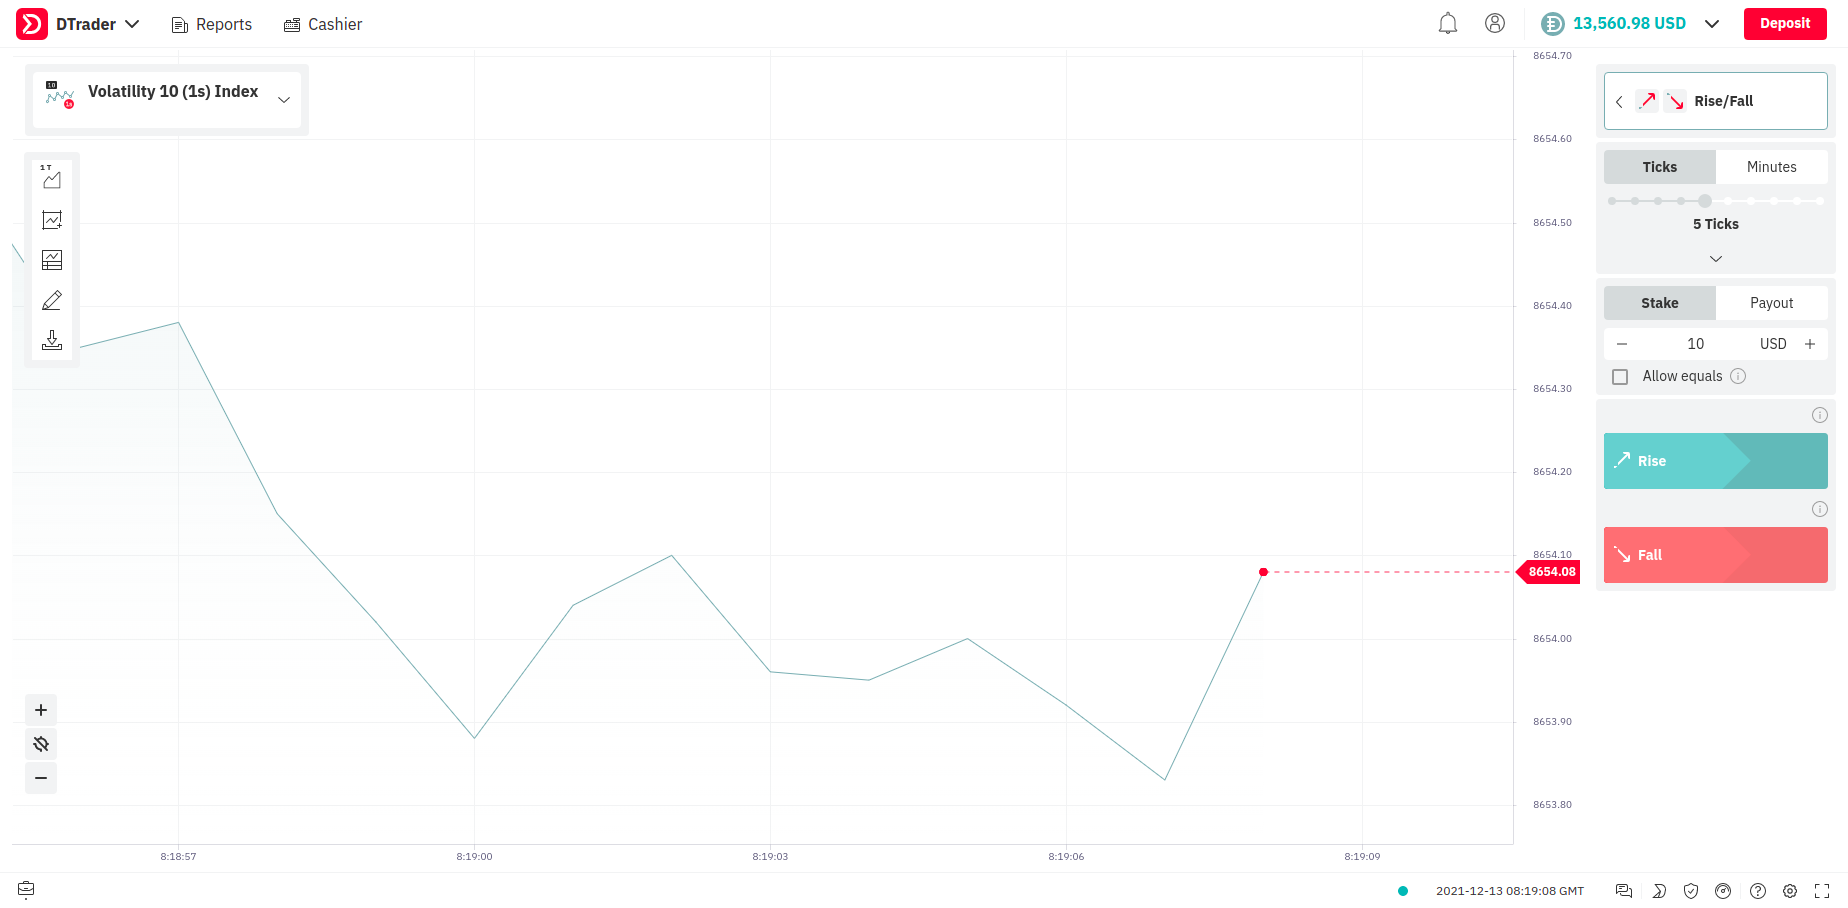 DTrader
Reports
Cashier
13,560.98 USD
Deposit
10
1s
Volatility 10 (1s) Index
1 T
8654.70
8654.60
8654.50
8654.40
8654.30
8654.20
8654.10
8654.08
8654.00
8653.90
8653.80
8:18:57
8:19:00
8:19:03
8:19:06
8:19:09
Rise/Fall
Ticks
Minutes
5 Ticks
Stake
Payout
10
USD
Allow equals
Rise
Fall
2021-12-13 08:19:08 GMT